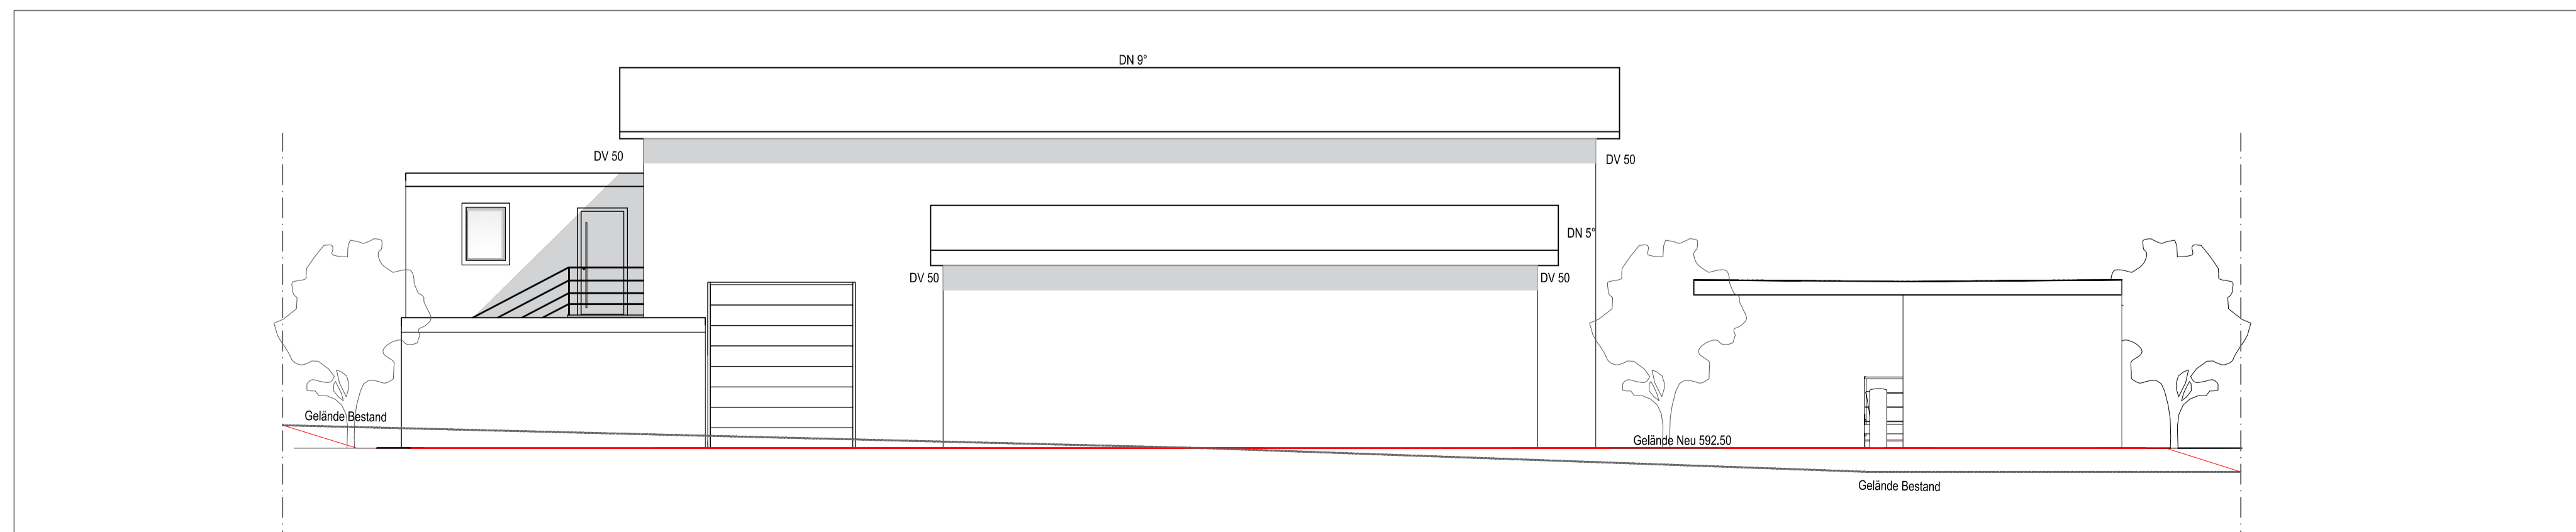 DN 9°
DV 50
DV 50
DN 5°
DV 50
DV 50
Gelände Bestand
Gelände Neu 592.50
Gelände Bestand